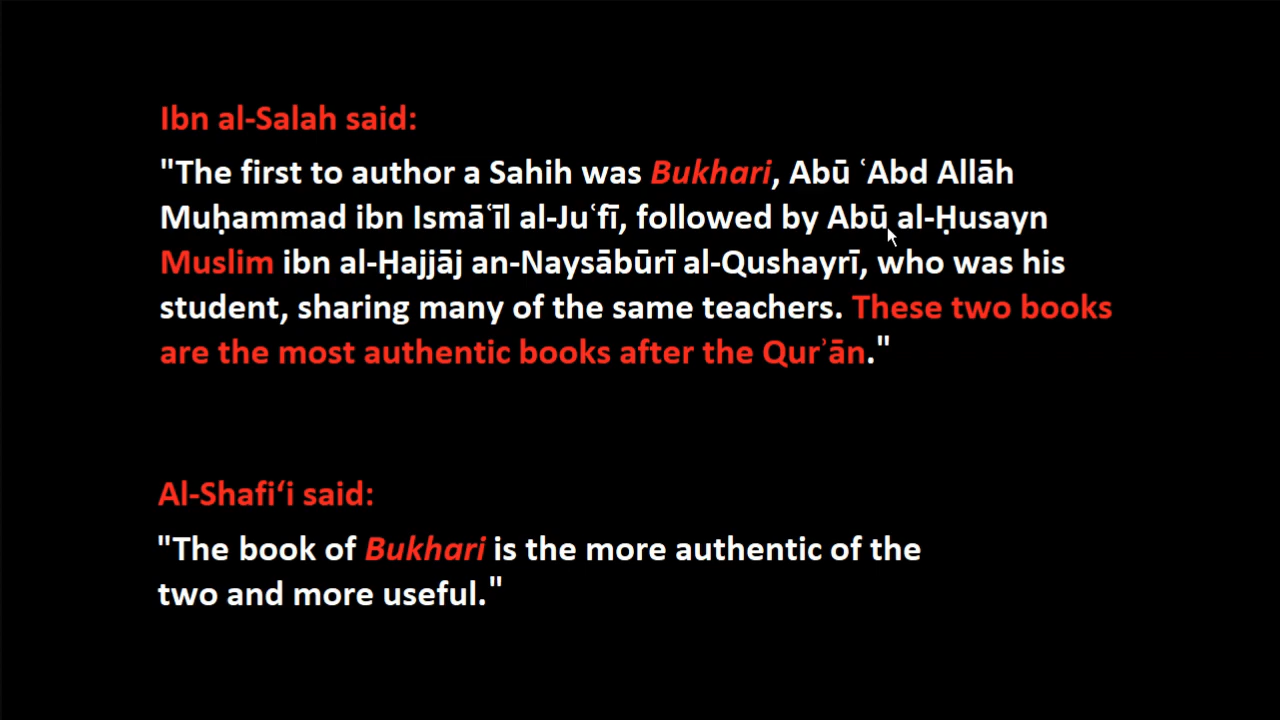 Ibn al-Salah said:
"The first to author a Sahih was Bukhari, Abū ʿAbd Allāh
Muḥammad ibn Ismāʿīl al-Juʿfī, followed by Abū al-Ḥusayn
Muslim ibn al-Ḥajjāj an-Naysābūrī al-Qushayrī, who was his
student, sharing many of the same teachers. These two books
are the most authentic books after the Qurʾān."
Al-Shafi‘i said:
"The book of Bukhari is the more authentic of the
two and more useful."